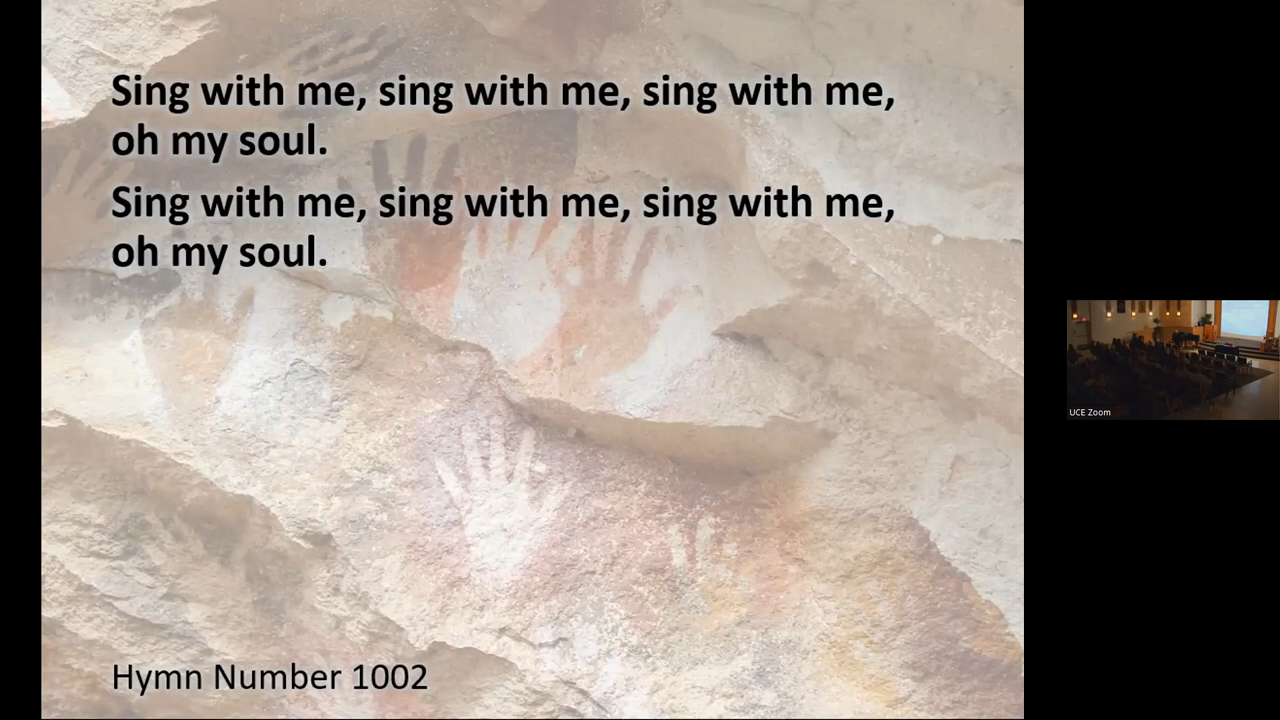 Sing with me, sing with me, sing with me,
oh my soul.
Sing with me, sing with me, sing with me,
oh my soul.
Hymn Number 1002
UCE Zoom